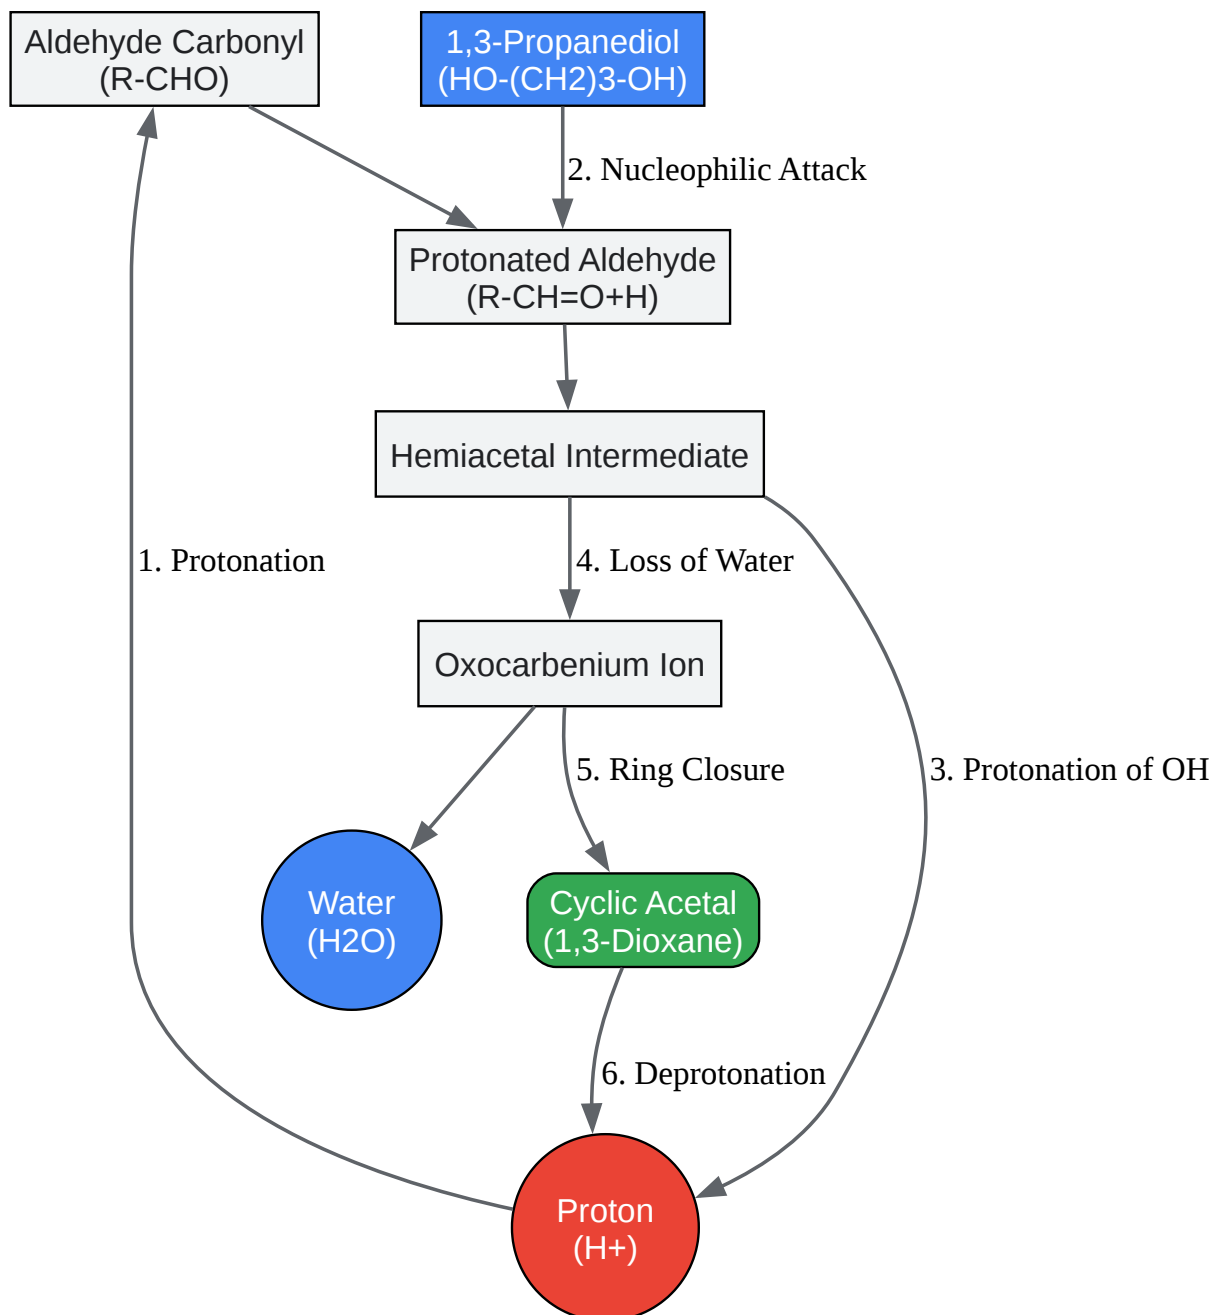 Aldehyde Carbonyl
(R-CHO)
1,3-Propanediol
(HO-(CH2)3-OH)
2. Nucleophilic Attack
Protonated Aldehyde
(R-CH=O+H)
Hemiacetal Intermediate
1. Protonation
4. Loss of Water
Oxocarbenium Ion
5. Ring Closure
3. Protonation of OH
Water
(H2O)
Cyclic Acetal
(1,3-Dioxane)
6. Deprotonation
Proton
(H+)